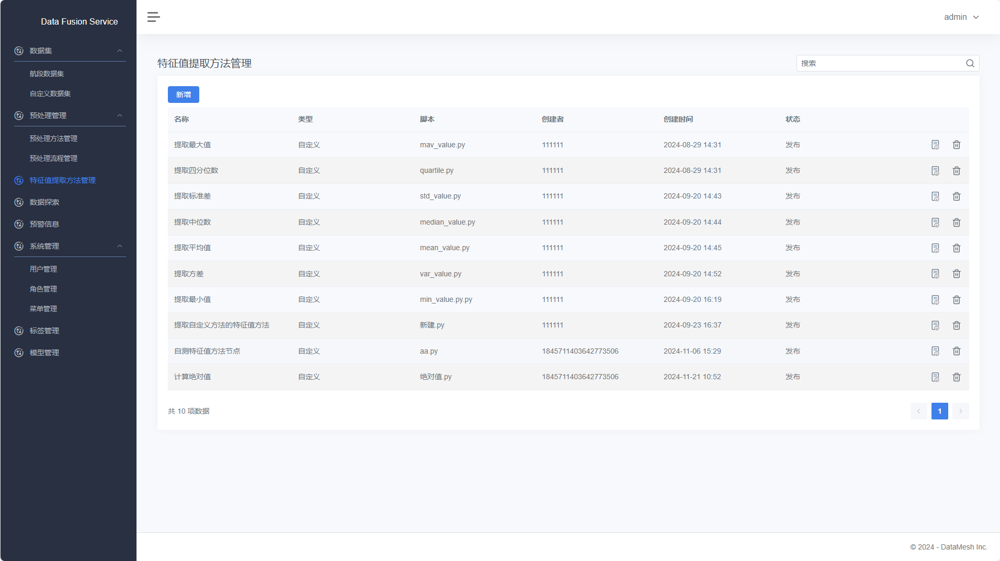 Data Fusion Service
admin
数据集
航段数据集
自定义数据集
预处理管理
预处理方法管理
预处理流程管理
特征值提取方法管理
数据探索
预警信息
系统管理
用户管理
角色管理
菜单管理
标签管理
模型管理
特征值提取方法管理
搜索
新增
名称 类型 脚本 创建者 创建时间 状态
提取最大值 自定义 mav_value.py 111111 2024-08-29 14:31 发布
提取四分位数 自定义 quartile.py 111111 2024-08-29 14:31 发布
提取标准差 自定义 std_value.py 111111 2024-09-20 14:43 发布
提取中位数 自定义 median_value.py 111111 2024-09-20 14:44 发布
提取平均值 自定义 mean_value.py 111111 2024-09-20 14:45 发布
提取方差 自定义 var_value.py 111111 2024-09-20 14:52 发布
提取最小值 自定义 min_value.py.py 111111 2024-09-20 16:19 发布
提取自定义方法的特征值方法 自定义 新建.py 111111 2024-09-23 16:37 发布
自测特征值方法节点 自定义 aa.py 1845711403642773506 2024-11-06 15:29 发布
计算绝对值 自定义 绝对值.py 1845711403642773506 2024-11-21 10:52 发布
共 10 项数据
1
© 2024 - DataMesh Inc.